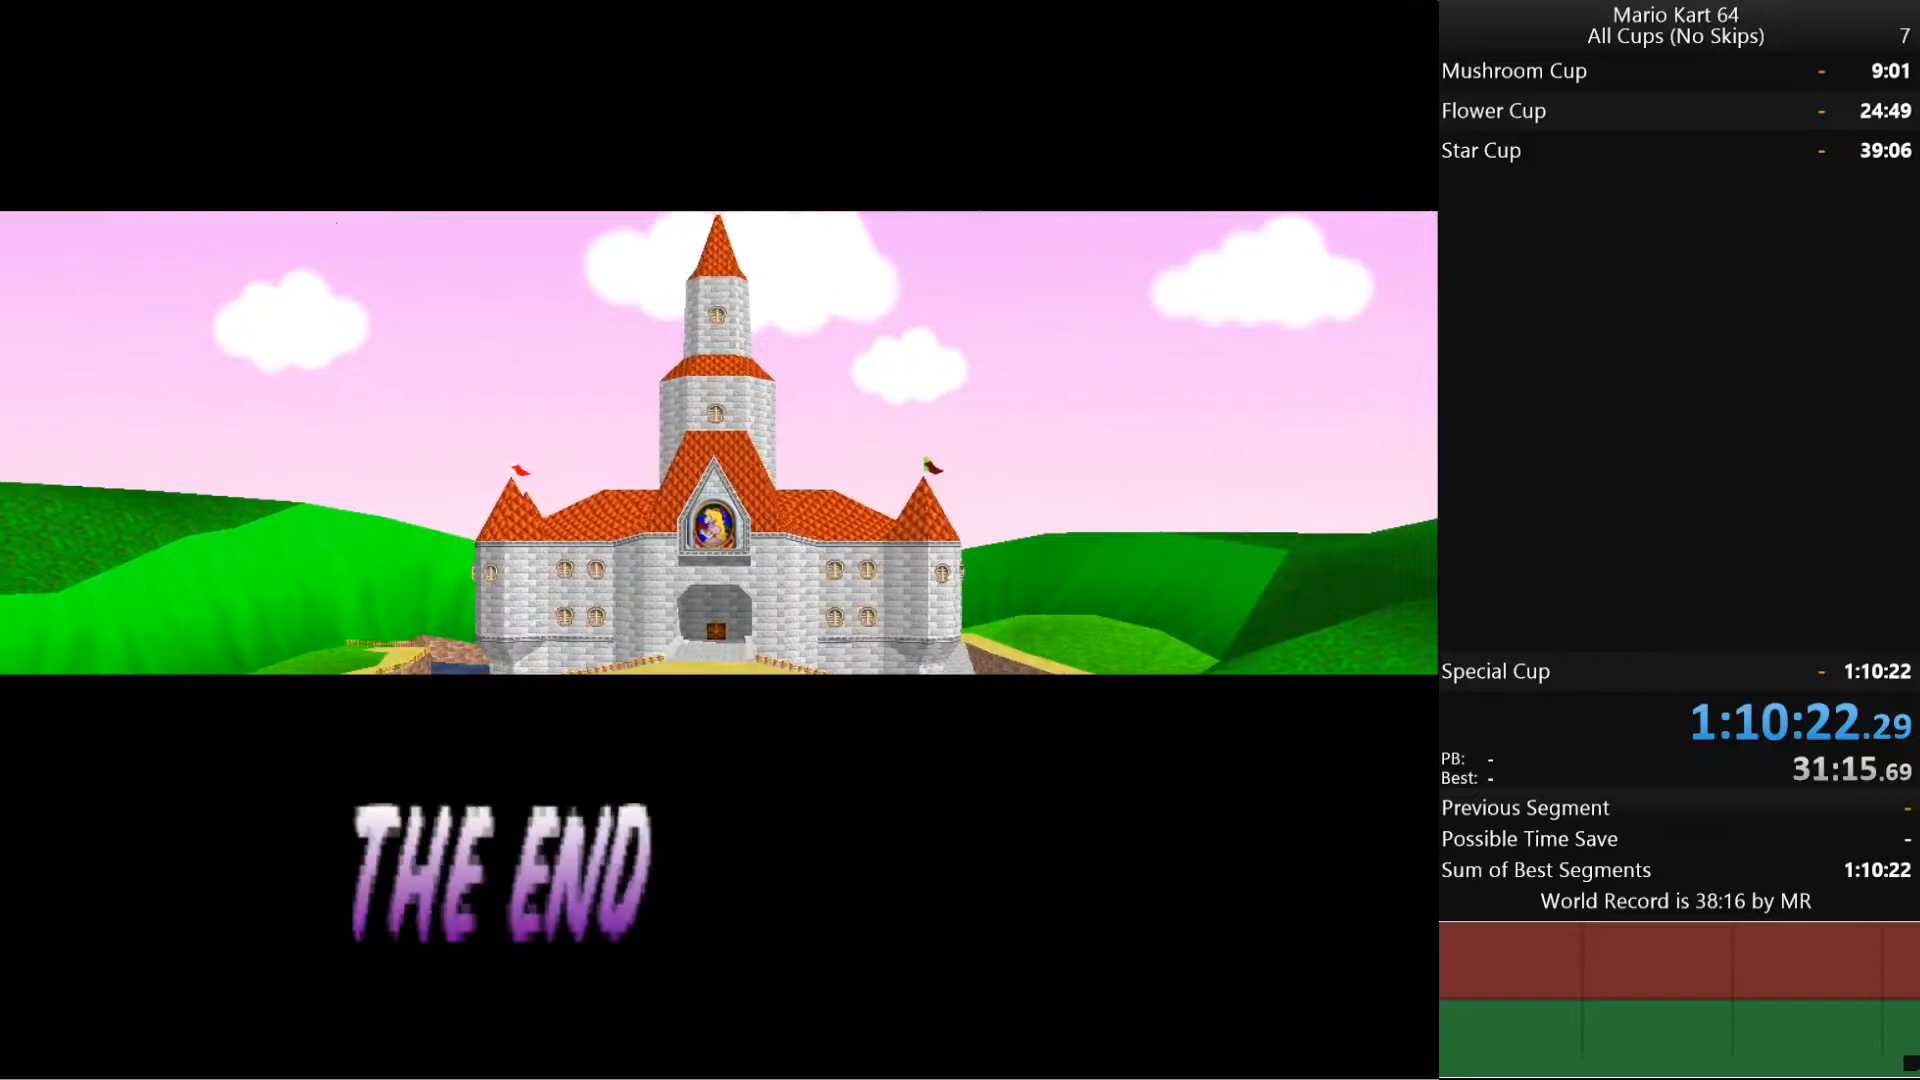 THE END
Mario Kart 64
All Cups (No Skips) 7
Mushroom Cup - 9:01
Flower Cup - 24:49
Star Cup - 39:06
Special Cup - 1:10:22
1:10:22.29
PB: -
Best: - 31:15.69
Previous Segment -
Possible Time Save -
Sum of Best Segments 1:10:22
World Record is 38:16 by MR